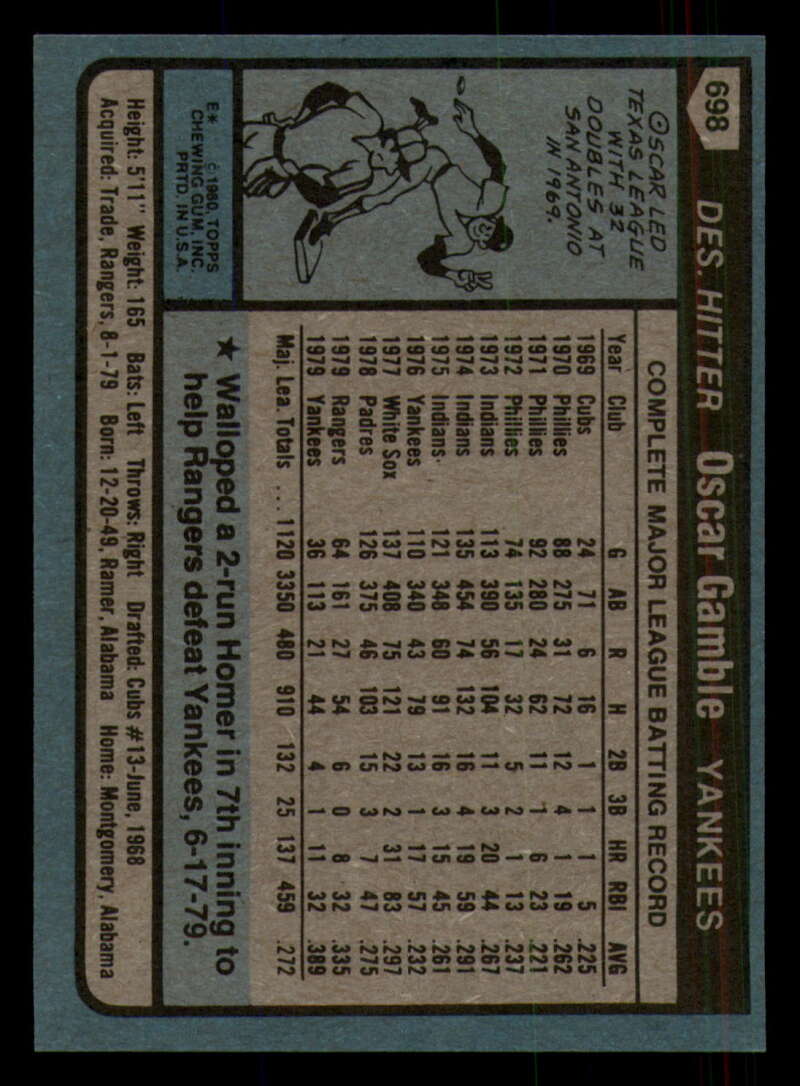 698 DES. HITTER Oscar Gamble YANKEES
OSCAR LED
TEXAS LEAGUE
WITH 32
DOUBLES AT
SAN ANTONIO
IN 1969.
E* © 1980, TOPPS
CHEWING GUM, INC.
PRTD. IN U.S.A.
COMPLETE MAJOR LEAGUE BATTING RECORD
Year Club G AB R H 2B 3B HR RBI AVG
1969 Cubs 24 71 6 16 1 1 1 5 .225
1970 Phillies 88 275 31 72 12 4 1 19 .262
1971 Phillies 92 280 24 62 11 1 6 23 .221
1972 Phillies 74 135 17 32 5 2 1 13 .237
1973 Indians 113 390 56 104 11 3 20 44 .267
1974 Indians 135 454 74 132 16 4 19 59 .291
1975 Indians 121 348 60 91 16 3 15 45 .261
1976 Yankees 110 340 43 79 13 1 17 57 .232
1977 White Sox 137 408 75 121 22 2 31 83 .297
1978 Padres 126 375 46 103 15 3 7 47 .275
1979 Rangers 64 161 27 54 6 0 8 32 .335
1979 Yankees 36 113 21 44 4 1 11 32 .389
Maj. Lea. Totals ... 1120 3350 480 910 132 25 137 459 .272
★ Walloped a 2-run Homer in 7th inning to
help Rangers defeat Yankees, 6-17-79.
Height: 5'11" Weight: 165 Bats: Left Throws: Right Drafted: Cubs #13-June, 1968
Acquired: Trade, Rangers, 8-1-79 Born: 12-20-49, Ramer, Alabama Home: Montgomery, Alabama